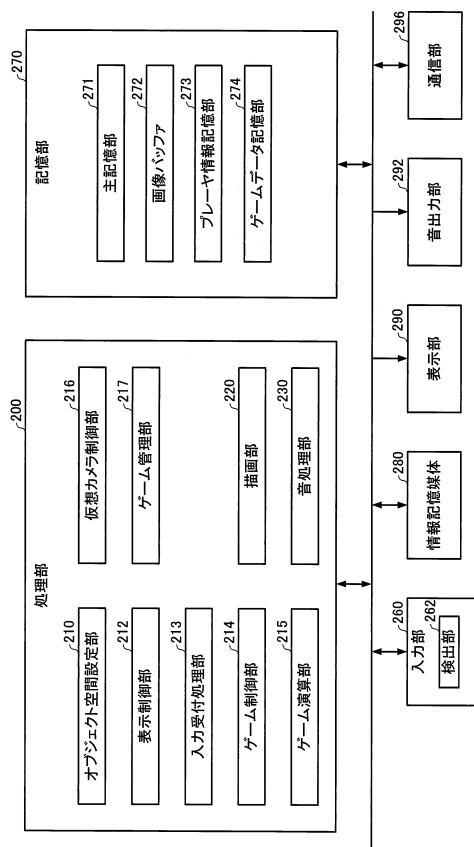 200
処理部
210
オブジェクト空間設定部
212
表示制御部
213
入力受付処理部
214
ゲーム制御部
215
ゲーム演算部
216
仮想カメラ制御部
217
ゲーム管理部
220
描画部
230
音処理部
270
記憶部
271
主記憶部
272
画像バッファ
273
プレーヤ情報記憶部
274
ゲームデータ記憶部
260
入力部
262
検出部
280
情報記憶媒体
290
表示部
292
音出力部
296
通信部